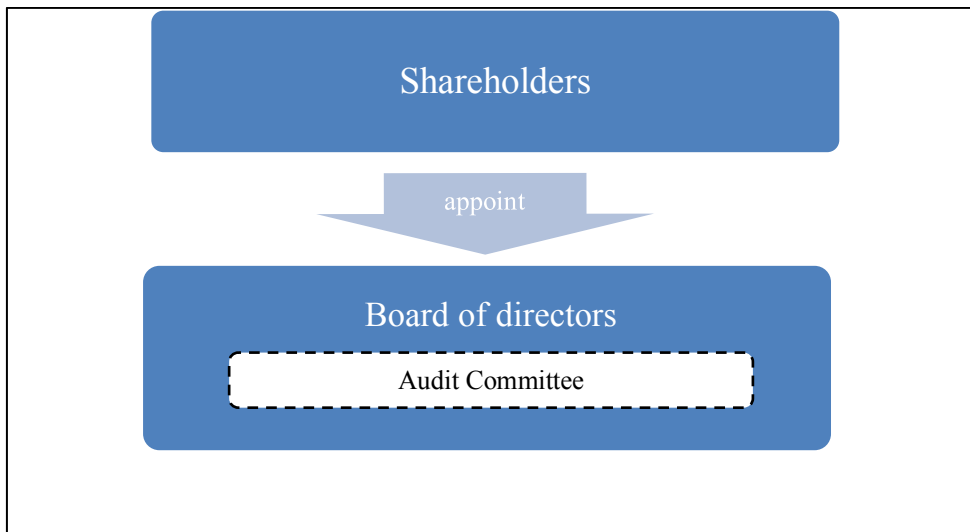 Shareholders
appoint
Board of directors
Audit Committee